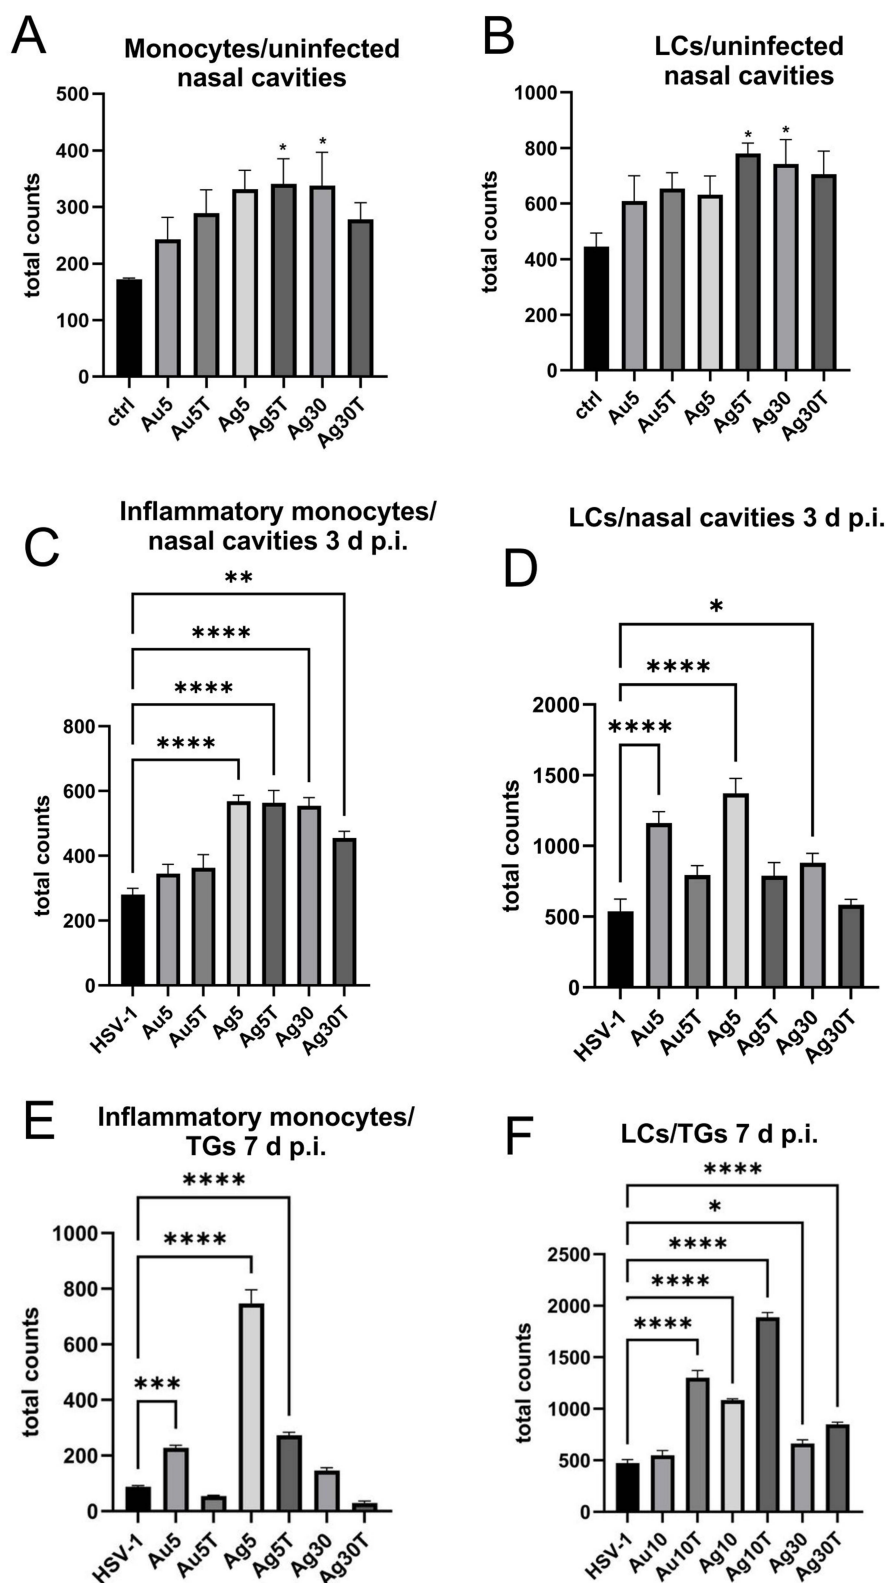 A
Monocytes/uninfected
nasal cavities
total counts
500
400
300
200
100
0
* *
ctrl Au5 Au5T Ag5 Ag5T Ag30 Ag30T
B
LCs/uninfected
nasal cavities
total counts
1000
800
600
400
200
0
* *
ctrl Au5 Au5T Ag5 Ag5T Ag30 Ag30T
C
Inflammatory monocytes/
nasal cavities 3 d p.i.
**
****
****
****
total counts
800
600
400
200
0
HSV-1 Au5 Au5T Ag5 Ag5T Ag30 Ag30T
D
LCs/nasal cavities 3 d p.i.
*
****
****
total counts
2000
1500
1000
500
0
HSV-1 Au5 Au5T Ag5 Ag5T Ag30 Ag30T
E
Inflammatory monocytes/
TGs 7 d p.i.
****
****
***
total counts
1000
800
600
400
200
0
HSV-1 Au5 Au5T Ag5 Ag5T Ag30 Ag30T
F
LCs/TGs 7 d p.i.
****
*
****
****
****
total counts
2500
2000
1500
1000
500
0
HSV-1 Au10 Au10T Ag10 Ag10T Ag30 Ag30T